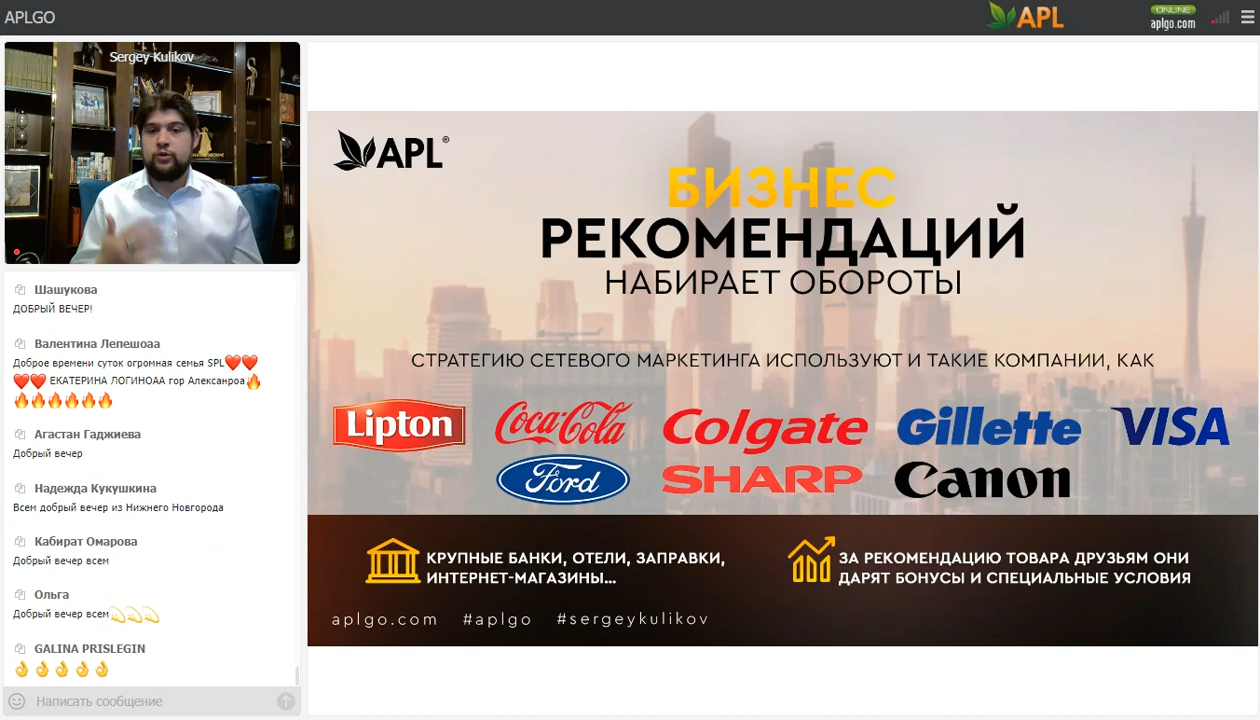 APLGO
APL
ONLINE
aplgo.com
Sergey Kulikov
Шашукова
ДОБРЫЙ ВЕЧЕР!
Валентина Лепешоаа
Доброе времени суток огромная семья SPL❤️❤️
❤️❤️ ЕКАТЕРИНА ЛОГИНОАА гор Алексанроа🔥
🔥🔥🔥🔥🔥🔥
Агастан Гаджиева
Добрый вечер
Надежда Кукушкина
Всем добрый вечер из Нижнего Новгорода
Кабират Омарова
Добрый вечер всем
Ольга
Добрый вечер всем💫💫💫
GALINA PRISLEGIN
👌👌👌👌👌
Написать сообщение
APL®
БИЗНЕС
РЕКОМЕНДАЦИЙ
НАБИРАЕТ ОБОРОТЫ
СТРАТЕГИЮ СЕТЕВОГО МАРКЕТИНГА ИСПОЛЬЗУЮТ И ТАКИЕ КОМПАНИИ, КАК
Lipton Coca-Cola Colgate Gillette VISA
Ford SHARP Canon
КРУПНЫЕ БАНКИ, ОТЕЛИ, ЗАПРАВКИ,
ИНТЕРНЕТ-МАГАЗИНЫ...
ЗА РЕКОМЕНДАЦИЮ ТОВАРА ДРУЗЬЯМ ОНИ
ДАРЯТ БОНУСЫ И СПЕЦИАЛЬНЫЕ УСЛОВИЯ
aplgo.com #aplgo #sergeykulikov